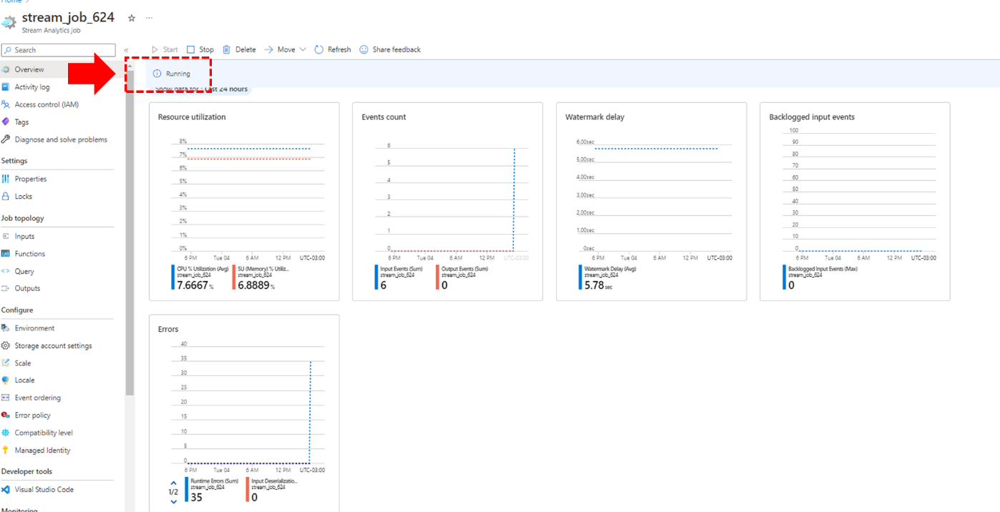 Home >
stream_job_624
Stream Analytics job
Search
Overview
Activity log
Access control (IAM)
Tags
Diagnose and solve problems
Settings
Properties
Locks
Job topology
Inputs
Functions
Query
Outputs
Configure
Environment
Storage account settings
Scale
Locale
Event ordering
Error policy
Compatibility level
Managed Identity
Developer tools
Visual Studio Code
Monitoring
Start Stop Delete Move Refresh Share feedback
Running
Show data for : Last 24 hours
Resource utilization
8%
7%
6%
5%
4%
3%
2%
1%
0%
6 PM Tue 04 6 AM 12 PM UTC-03:00
CPU % Utilization (Avg)
stream_job_624
7.6667 %
SU (Memory) % Utiliz...
stream_job_624
6.8889 %
Events count
6
5
4
3
2
1
0
6 PM Tue 04 6 AM 12 PM UTC-03:00
Input Events (Sum)
stream_job_624
6
Output Events (Sum)
stream_job_624
0
Watermark delay
6.00sec
5.00sec
4.00sec
3.00sec
2.00sec
1.00sec
0sec
6 PM Tue 04 6 AM 12 PM UTC-03:00
Watermark Delay (Avg)
stream_job_624
5.78 sec
Backlogged input events
100
90
80
70
60
50
40
30
20
10
0
6 PM Tue 04 6 AM 12 PM UTC-03:00
Backlogged Input Events (Max)
stream_job_624
0
Errors
40
35
30
25
20
15
10
5
0
6 PM Tue 04 6 AM 12 PM UTC-03:00
1/2
Runtime Errors (Sum)
stream_job_624
35
Input Deserializatio...
stream_job_624
0